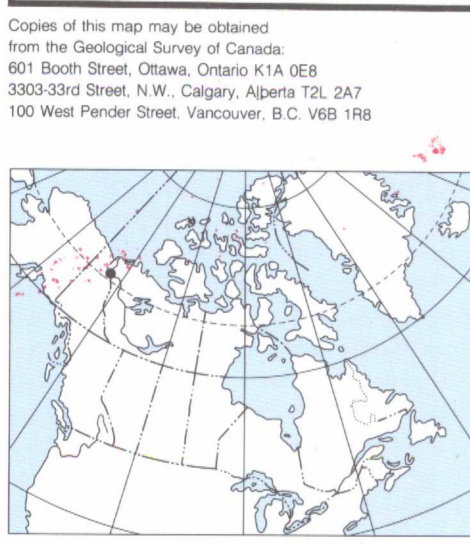 Copies of this map may be obtained
from the Geological Survey of Canada:
601 Booth Street, Ottawa, Ontario K1A 0E8
3303-33rd Street, N.W., Calgary, Alberta T2L 2A7
100 West Pender Street, Vancouver, B.C. V6B 1R8